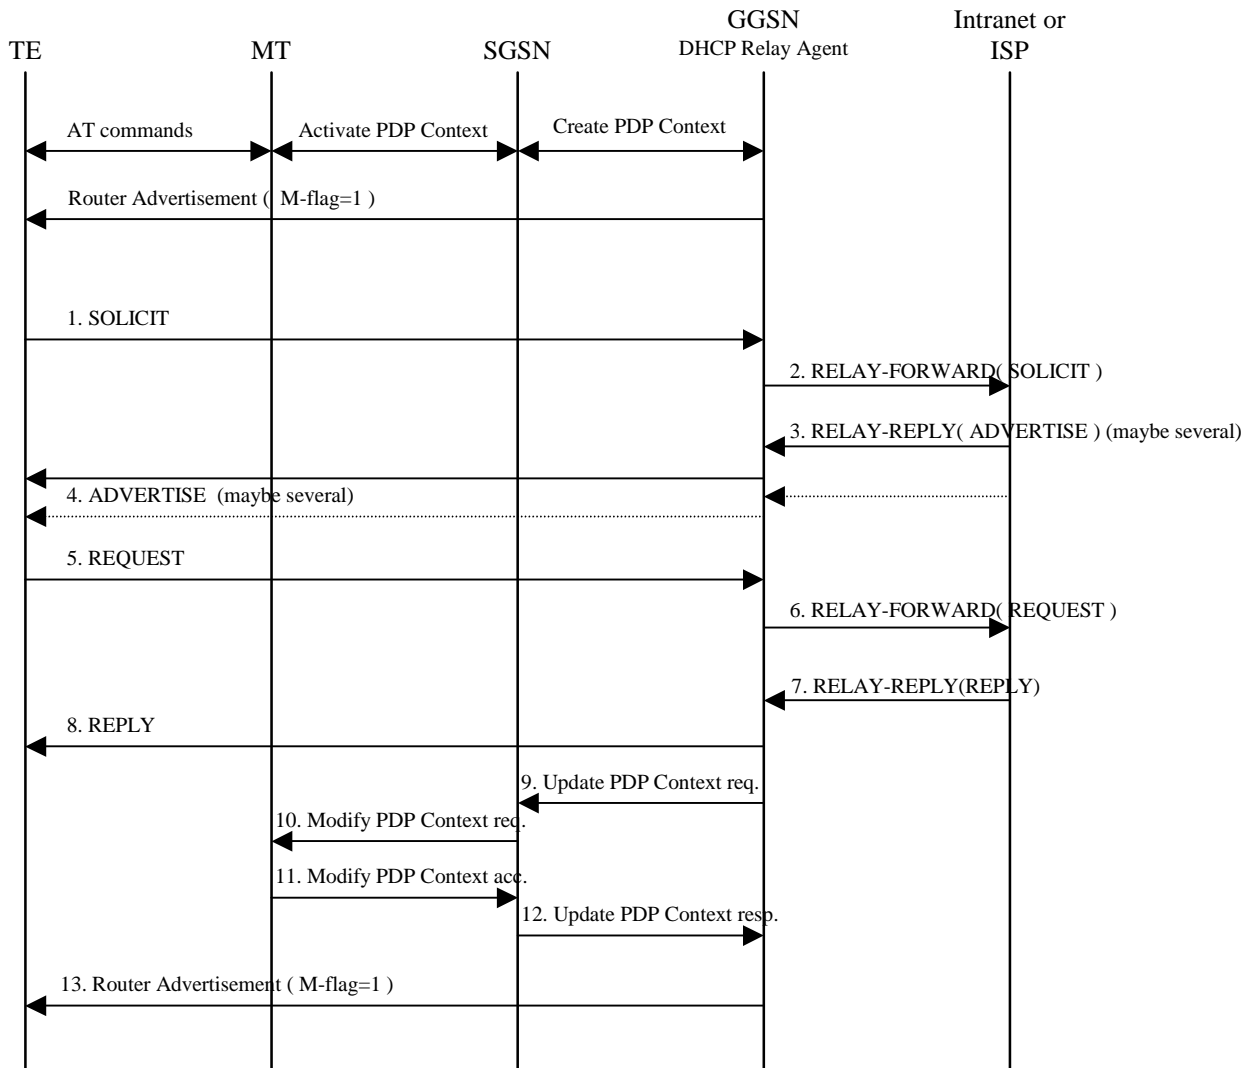 GGSN
Intranet or
TE
MT
SGSN
DHCP Relay Agent
ISP
AT commands
Activate PDP Context
Create PDP Context
Router Advertisement ( M-flag=1 )
1. SOLICIT
2. RELAY-FORWARD( SOLICIT )
3. RELAY-REPLY( ADVERTISE ) (maybe several)
4. ADVERTISE (maybe several)
5. REQUEST
6. RELAY-FORWARD( REQUEST )
7. RELAY-REPLY(REPLY)
8. REPLY
9. Update PDP Context req.
10. Modify PDP Context req.
11. Modify PDP Context acc.
12. Update PDP Context resp.
13. Router Advertisement ( M-flag=1 )